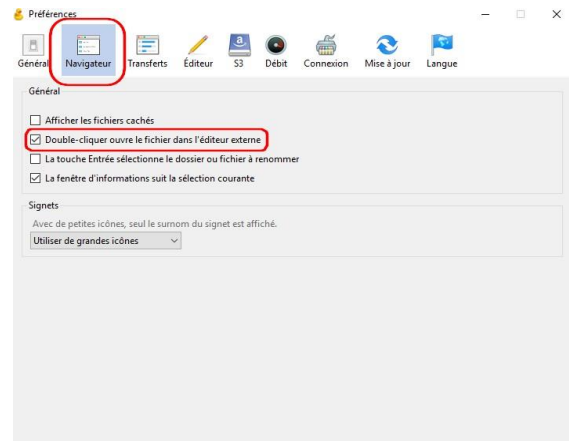 Préférences
Général Navigateur Transferts Éditeur S3 Débit Connexion Mise à jour Langue
Général
Afficher les fichiers cachés
Double-cliquer ouvre le fichier dans l'éditeur externe
La touche Entrée sélectionne le dossier ou fichier à renommer
La fenêtre d'informations suit la sélection courante
Signets
Avec de petites icônes, seul le surnom du signet est affiché.
Utiliser de grandes icônes